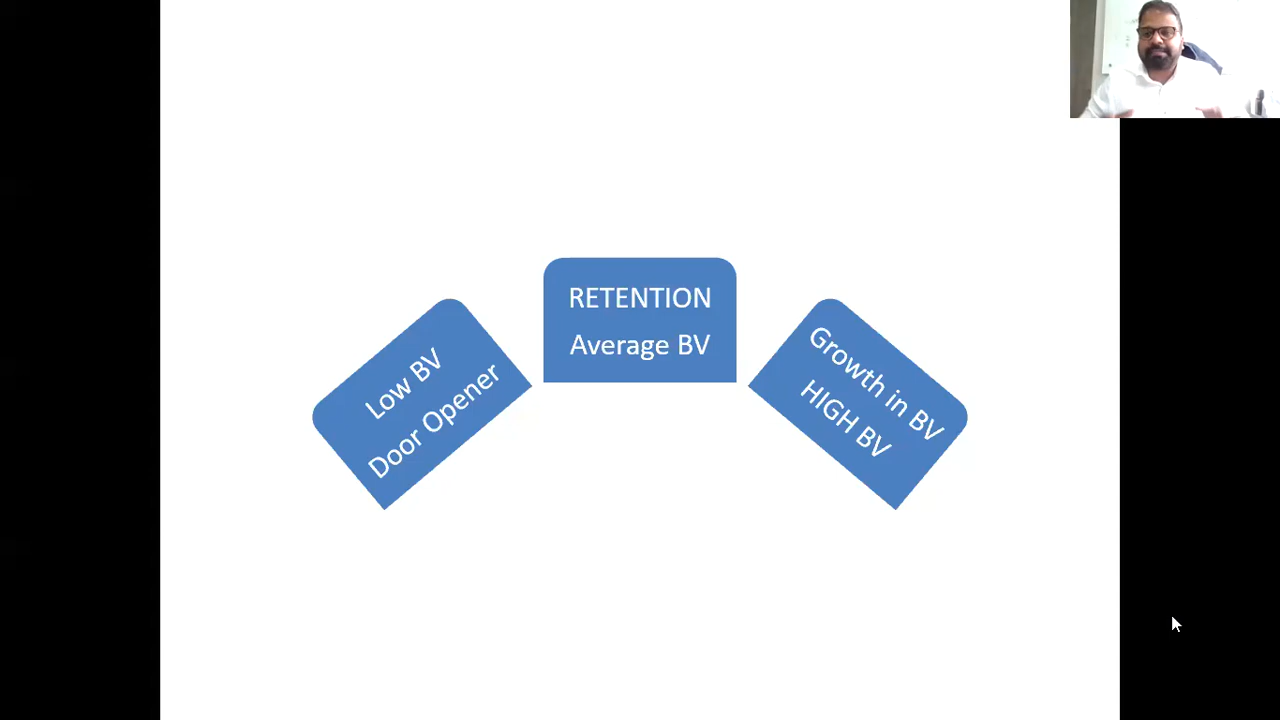 Low BV
Door Opener
RETENTION
Average BV
Growth in BV
HIGH BV